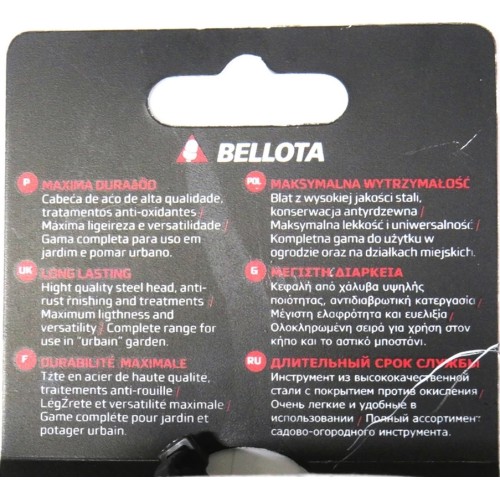 BELLOTA
P MAXIMA DURAÇÃO
Cabeca de aco de alta qualidade,
tratamentos anti-oxidantes /
Máxima ligeireza e versatilidade /
Gama completa para uso em
jardim e pomar urbano.
UK LONG LASTING
Hight quality steel head, anti-
rust fnishing and treatments /
Maximum ligthness and
versatility / Complete range for
use in "urbain" garden.
F DURABILITÉ MAXIMALE
Tžte en acier de haute qualité,
traitements anti-rouille /
LégZrete et versatilité maximale /
Game complète pour jardin et
potager urbain.
POL MAKSYMALNA WYTRZYMAŁOŚĆ
Blat z wysokiej jakości stali,
konserwacja antyrdzewna /
Maksymalna lekkość i uniwersalność /
Kompletna gama do użytku w
ogrodzie oraz na działkach miejskich.
G ΜΕΓΙΣΤΗ ΔΙΑΡΚΕΙΑ
Κεφαλή από χάλυβα υψηλής
ποιότητας, αντιδιαβρωτική κατεργασία /
Μέγιστη ελαφρότητα και ευελιξία /
Ολοκληρωμένη σειρά για χρήση στον
κήπο και το αστικό μποστάνι.
RU ДЛИТЕЛЬНЫЙ СРОК СЛУЖБЫ
Инструмент из высококачественной
стали с покрытием против окисления /
Очень легкие и удобные в
использовании / Полный ассортимент
садово-огородного инструмента.